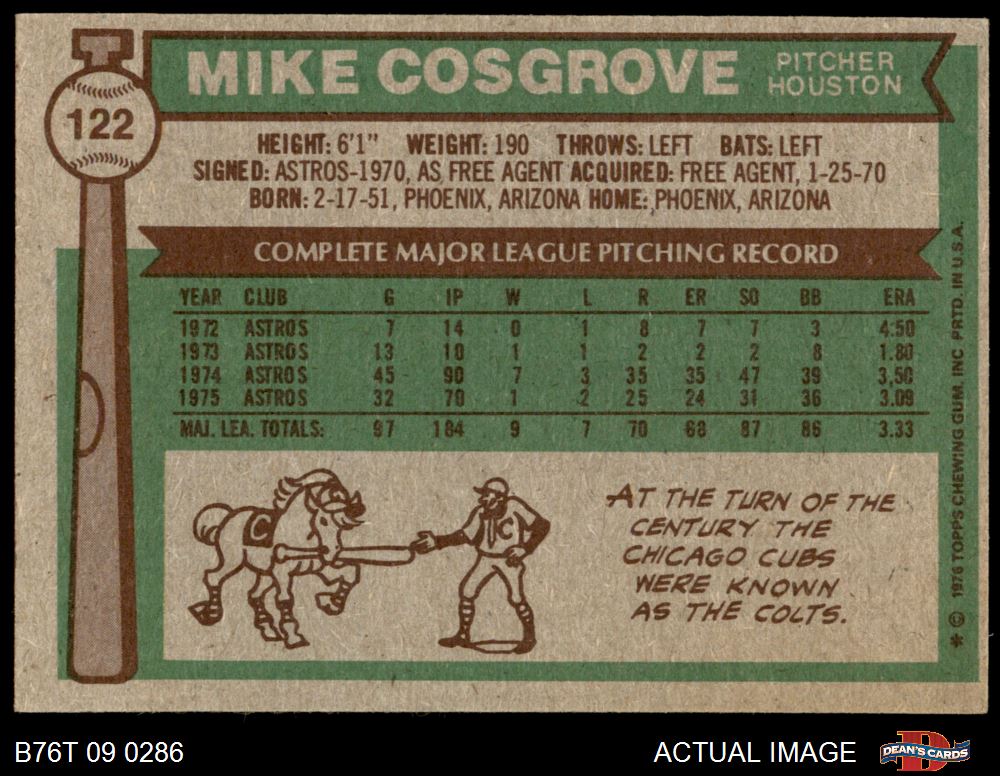 MIKE COSGROVE PITCHER
HOUSTON
122
HEIGHT: 6'1" WEIGHT: 190 THROWS: LEFT BATS: LEFT
SIGNED: ASTROS-1970, AS FREE AGENT ACQUIRED: FREE AGENT, 1-25-70
BORN: 2-17-51, PHOENIX, ARIZONA HOME: PHOENIX, ARIZONA
COMPLETE MAJOR LEAGUE PITCHING RECORD
YEAR CLUB G IP W L R ER SO BB ERA
1972 ASTROS 7 14 0 1 8 7 7 3 4.50
1973 ASTROS 13 10 1 1 2 2 2 8 1.80
1974 ASTROS 45 90 7 3 35 35 47 39 3.50
1975 ASTROS 32 70 1 2 25 24 31 36 3.09
MAJ. LEA. TOTALS: 97 184 9 7 70 68 87 86 3.33
C
C
AT THE TURN OF THE
CENTURY THE
CHICAGO CUBS
WERE KNOWN
AS THE COLTS.
* © 1976 TOPPS CHEWING GUM, INC PRTD. IN U.S.A.
B76T 09 0286 ACTUAL IMAGE D DEAN'S CARDS